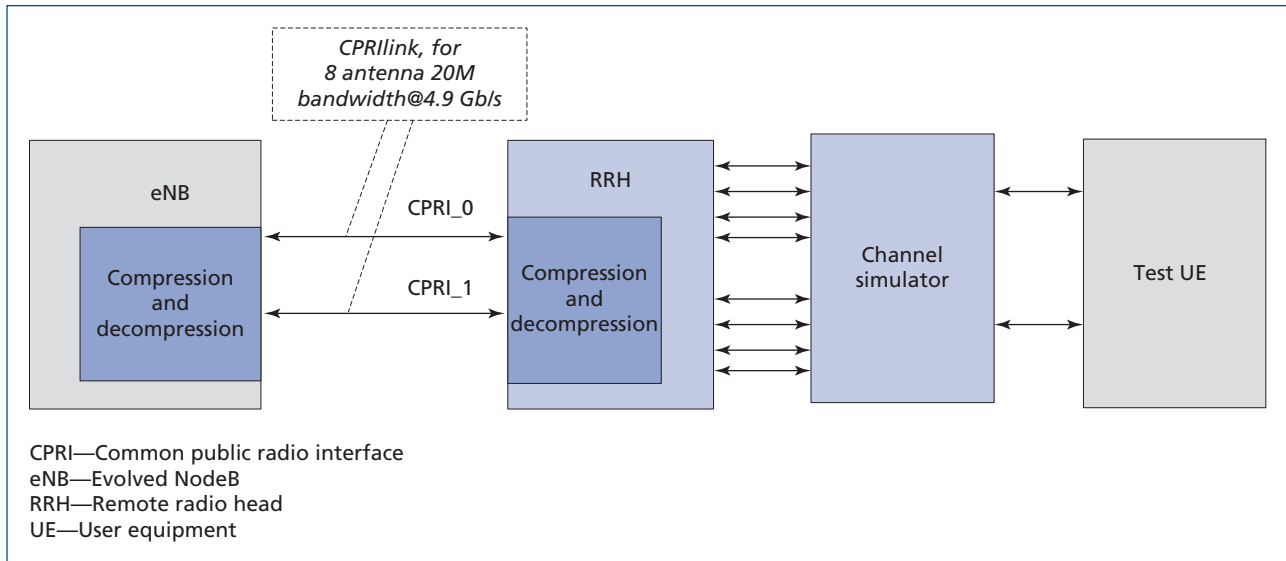 CPRIlink, for
8 antenna 20M
bandwidth@4.9 Gb/s
eNB
Compression
and
decompression
CPRI_0
CPRI_1
RRH
Compression
and
decompression
Channel
simulator
Test UE
CPRI—Common public radio interface
eNB—Evolved NodeB
RRH—Remote radio head
UE—User equipment